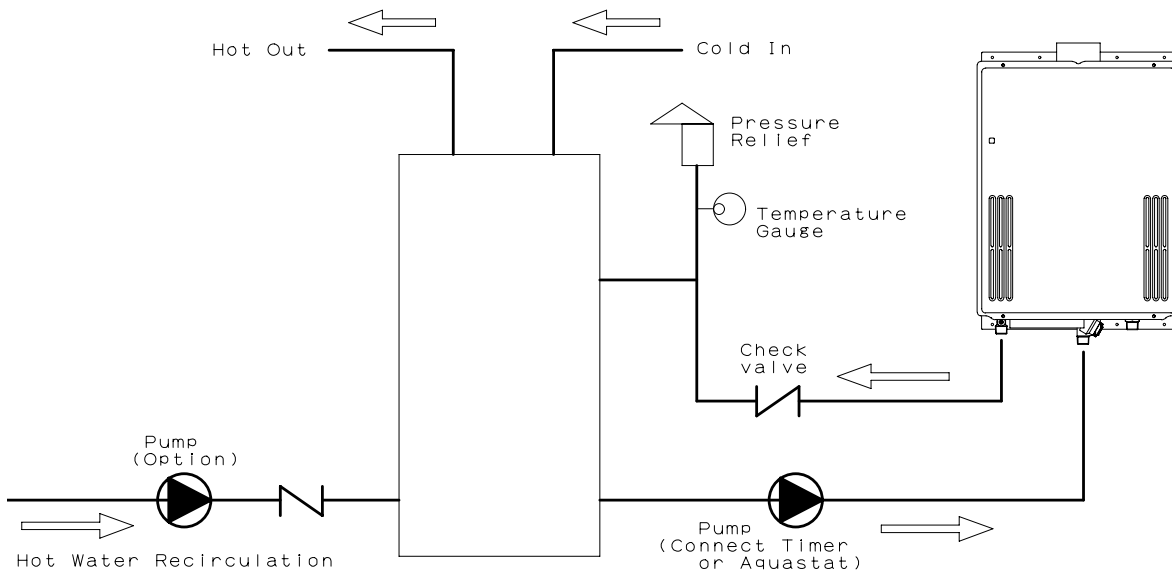 Hot Out
Cold In
Pressure
Relief
Temperature
Gauge
Check
valve
Pump
(Option)
Hot Water Recirculation
Pump
(Connect Timer
or Aquastat)